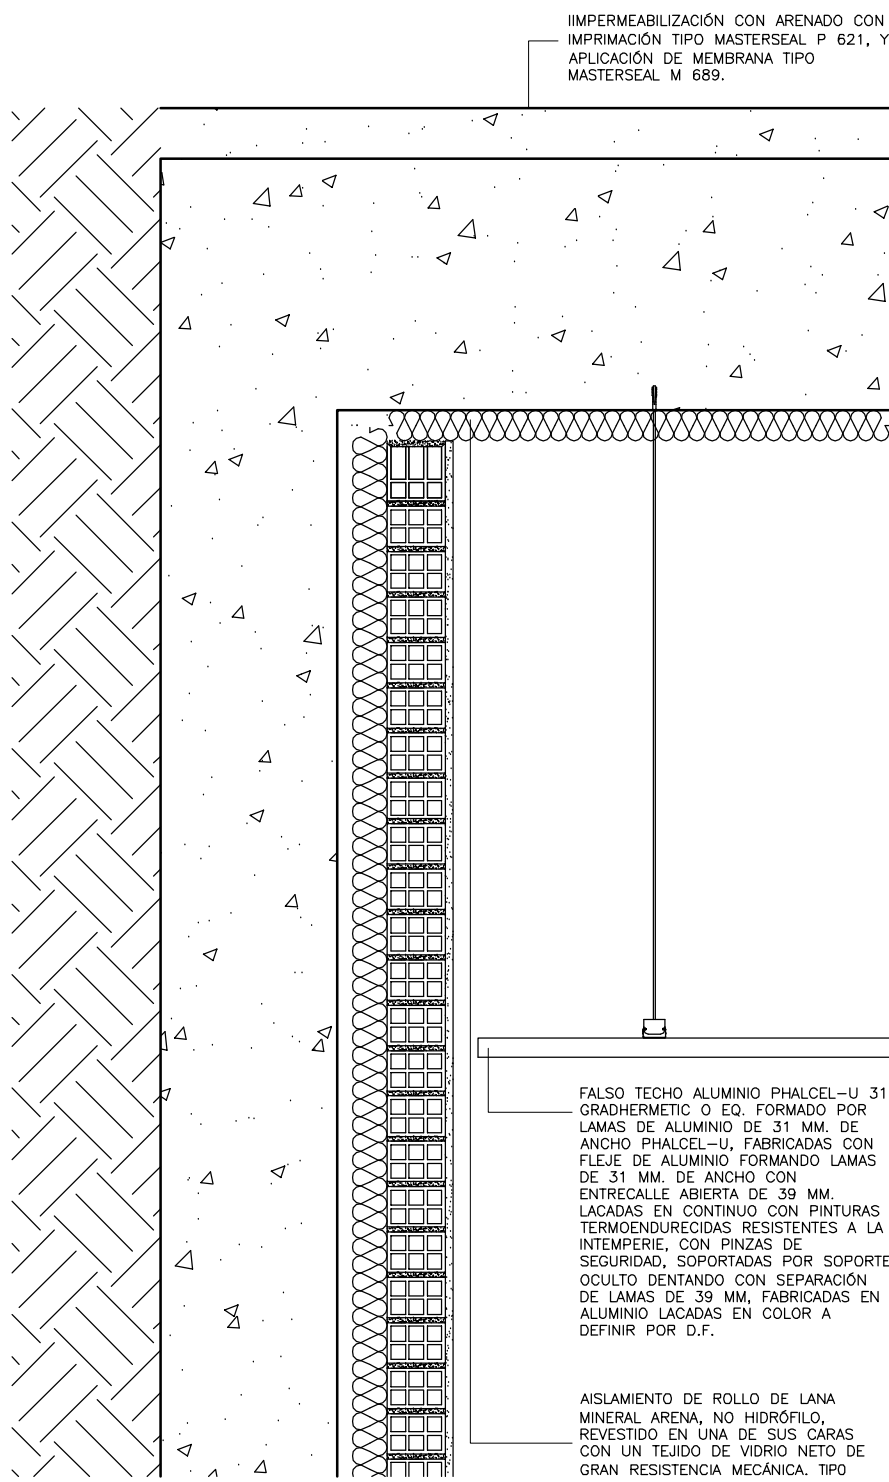 IIMPERMEABILIZACIÓN CON ARENADO CON
IMPRIMACIÓN TIPO MASTERSEAL P 621, Y
APLICACIÓN DE MEMBRANA TIPO
MASTERSEAL M 689.
FALSO TECHO ALUMINIO PHALCEL-U 31
GRADHERMETIC O EQ. FORMADO POR
LAMAS DE ALUMINIO DE 31 MM. DE
ANCHO PHALCEL-U, FABRICADAS CON
FLEJE DE ALUMINIO FORMANDO LAMAS
DE 31 MM. DE ANCHO CON
ENTRECALLE ABIERTA DE 39 MM.
LACADAS EN CONTINUO CON PINTURAS
TERMOENDURECIDAS RESISTENTES A LA
INTEMPERIE, CON PINZAS DE
SEGURIDAD, SOPORTADAS POR SOPORTE
OCULTO DENTANDO CON SEPARACIÓN
DE LAMAS DE 39 MM, FABRICADAS EN
ALUMINIO LACADAS EN COLOR A
DEFINIR POR D.F.
AISLAMIENTO DE ROLLO DE LANA
MINERAL ARENA, NO HIDRÓFILO,
REVESTIDO EN UNA DE SUS CARAS
CON UN TEJIDO DE VIDRIO NETO DE
GRAN RESISTENCIA MECÁNICA. TIPO